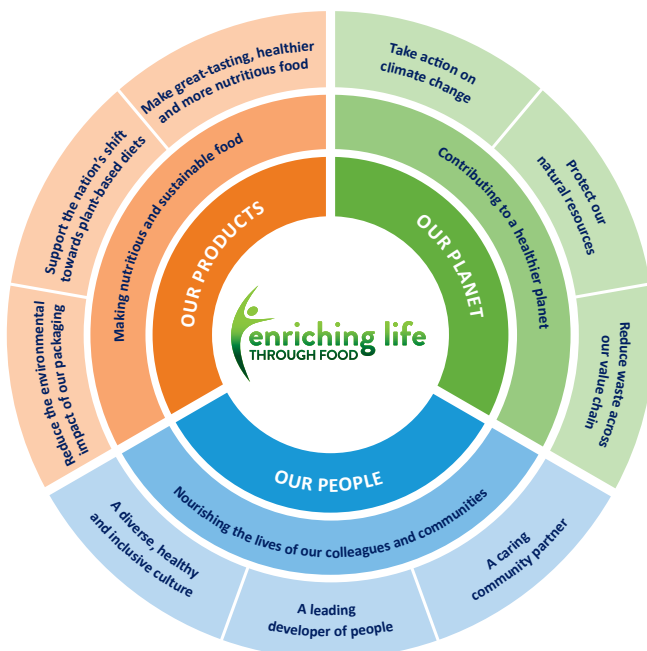 enriching life
THROUGH FOOD
OUR PRODUCTS
Making nutritious and sustainable food
Reduce the environmental
impact of our packaging
Support the nation's shift
towards plant-based diets
Make great-tasting, healthier
and more nutritious food
OUR PLANET
Contributing to a healthier planet
Take action on
climate change
Protect our
natural resources
Reduce waste across
our value chain
OUR PEOPLE
Nourishing the lives of our colleagues and communities
A diverse, healthy
and inclusive culture
A leading
developer of people
A caring
community partner